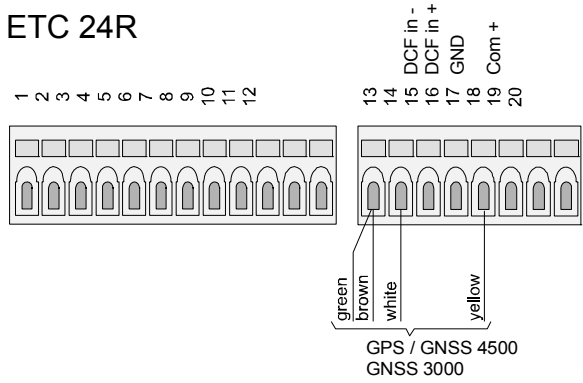 ETC 24R
1 2 3 4 5 6 7 8 9 10 11 12
13
14
15 DCF in -
16 DCF in +
17 GND
18
19 Com +
20
green
brown
white
yellow
GPS / GNSS 4500
GNSS 3000